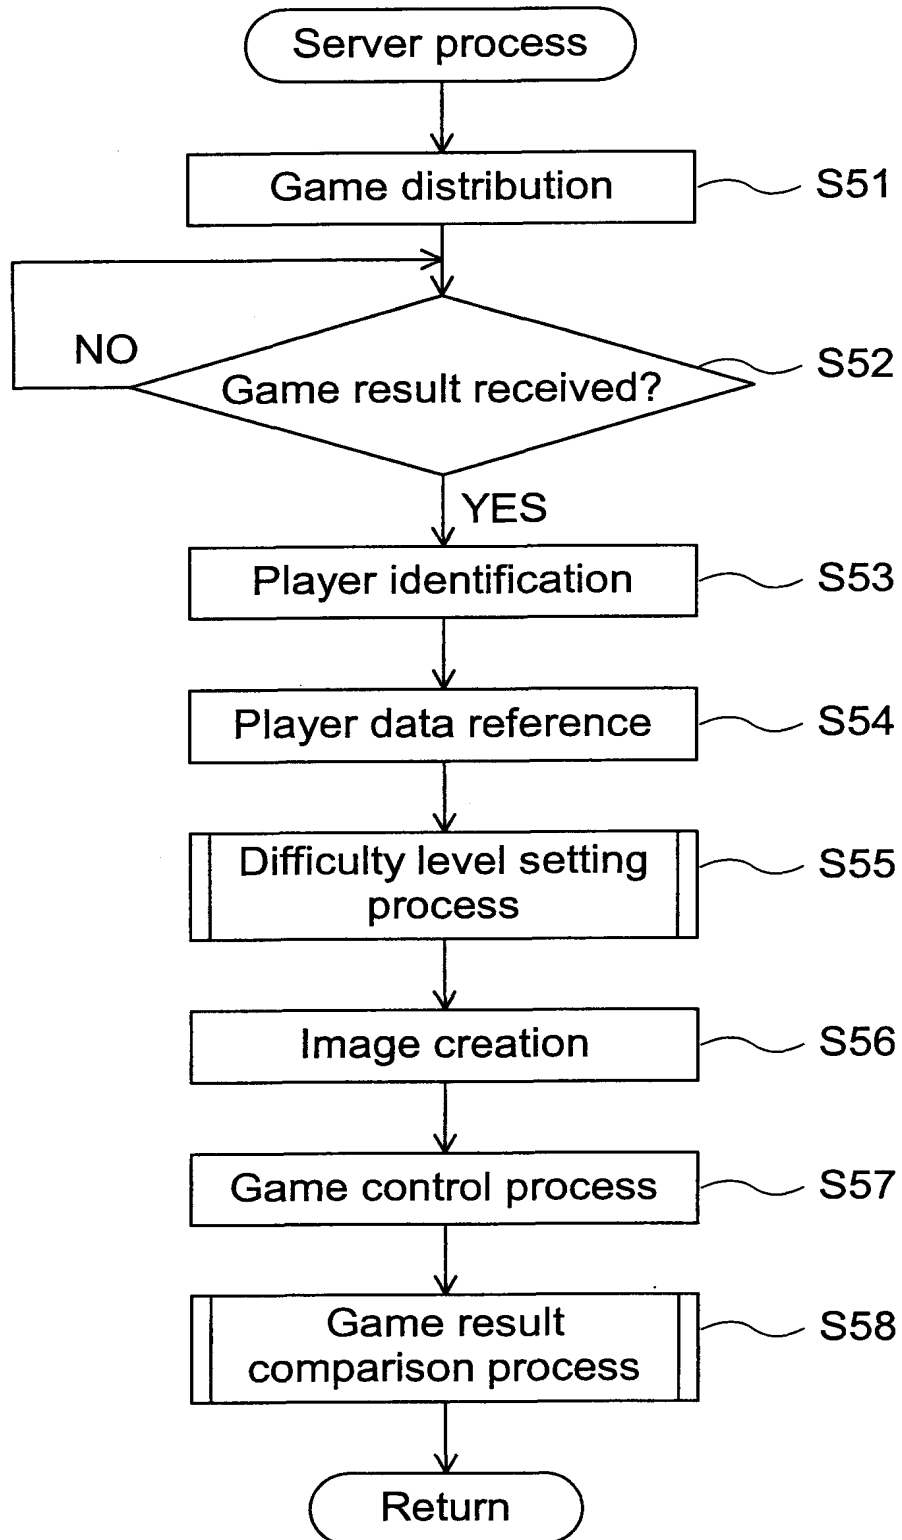 Server process
Game distribution
S51
NO
Game result received?
S52
YES
Player identification
S53
Player data reference
S54
Difficulty level setting
process
S55
Image creation
S56
Game control process
S57
Game result
comparison process
S58
Return